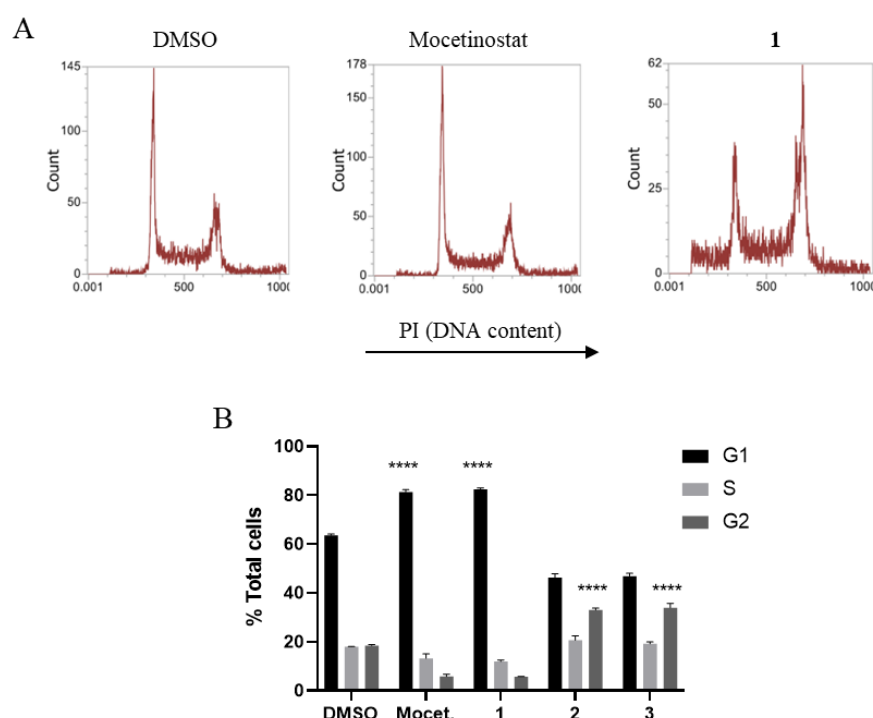 A
DMSO
Mocetinostat
1
145
100
50
0
Count
0.001
500
1000
178
150
100
50
0
Count
0.001
500
1000
62
50
25
0
Count
0.001
500
1000
PI (DNA content)
B
100
80
60
40
20
0
% Total cells
**** **** **** ****
G1
S
G2
DMSO Mocet. 1 2 3